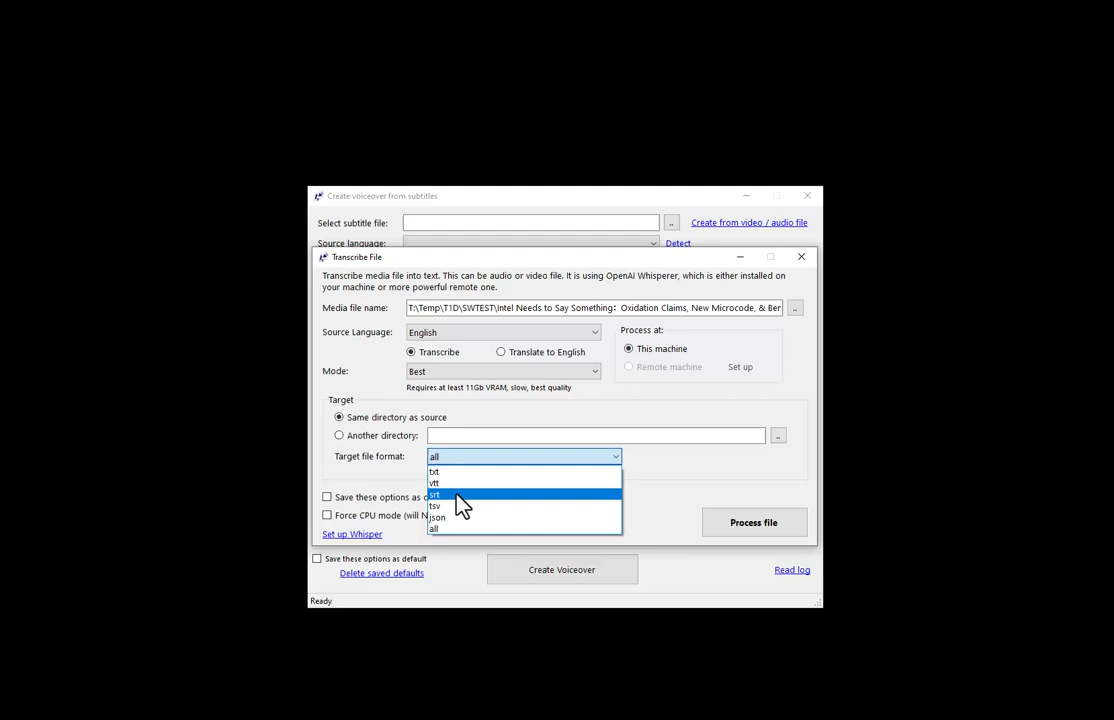 Create voiceover from subtitles
Select subtitle file:
..
Create from video / audio file
Source language:
Detect
Transcribe File
Transcribe media file into text. This can be audio or video file. It is using OpenAI Whisper, which is either installed on
your machine or more powerful remote one.
Media file name:
T:\Temp\T1D\SWTEST\Intel Needs to Say Something: Oxidation Claims, New Microcode, & Ber
..
Source Language:
English
Process at:
Transcribe
Translate to English
This machine
Mode:
Best
Remote machine
Set up
Requires at least 11Gb VRAM, slow, best quality
Target
Same directory as source
Another directory:
..
Target file format:
all
txt
vtt
srt
tsv
json
all
Save these options as
Force CPU mode (will N
Process file
Set up Whisper
Save these options as default
Delete saved defaults
Create Voiceover
Read log
Ready